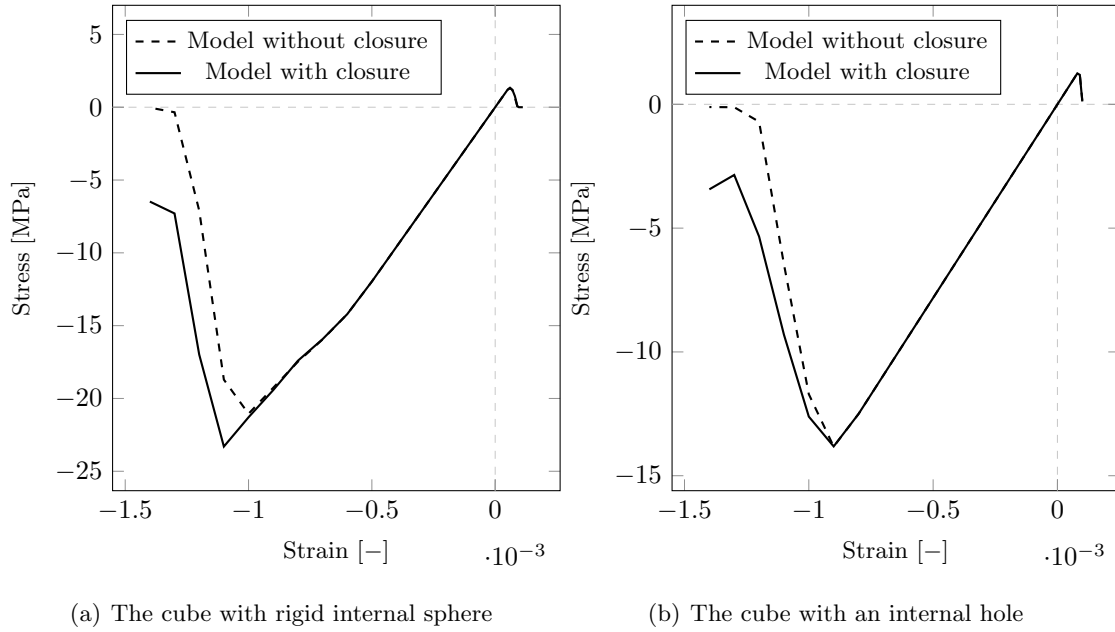 Model without closure
Model with closure
5
0
−5
−10
−15
−20
−25
Stress [MPa]
−1.5
−1
−0.5
0
Strain [−]
·10−3
(a) The cube with rigid internal sphere
Model without closure
Model with closure
0
−5
−10
−15
Stress [MPa]
−1.5
−1
−0.5
0
Strain [−]
·10−3
(b) The cube with an internal hole